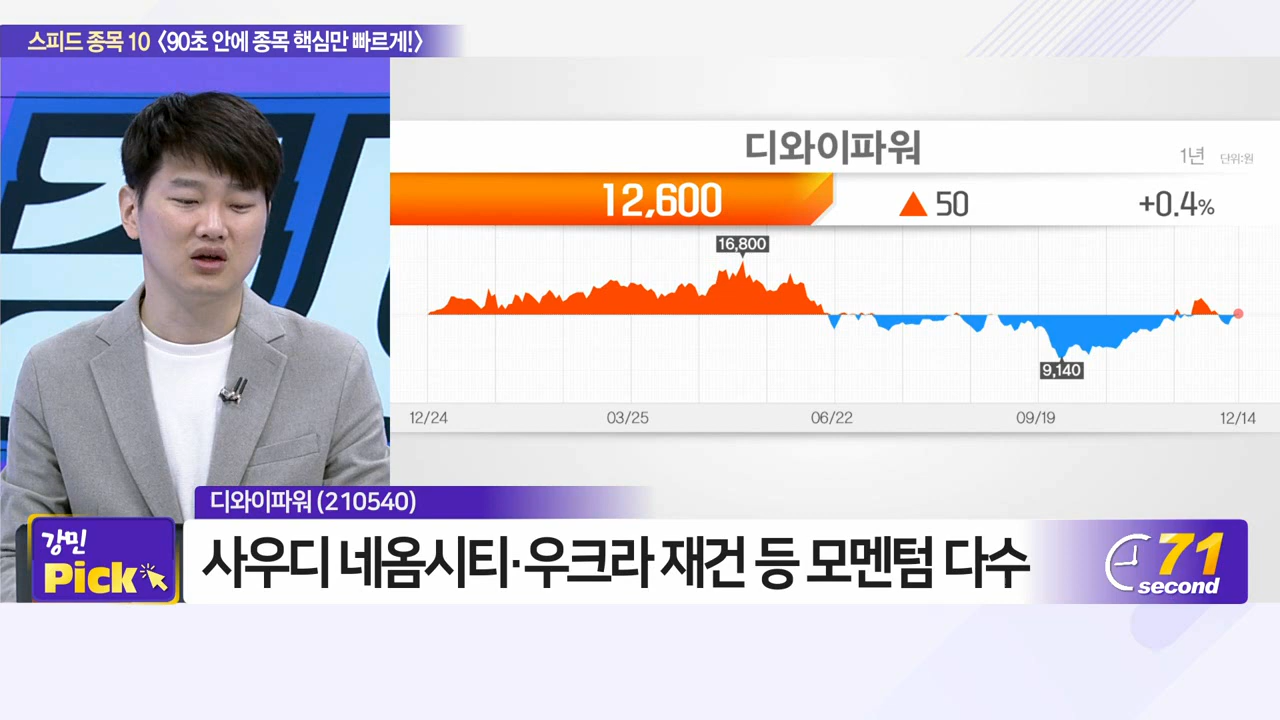 스피드 종목 10 〈90초 안에 종목 핵심만 빠르게!〉
디와이파워
1년 단위:원
12,600 ▲ 50 +0.4%
16,800
9,140
12/24 03/25 06/22 09/19 12/14
디와이파워 (210540)
강민
Pick
사우디 네옴시티·우크라 재건 등 모멘텀 다수
71
second